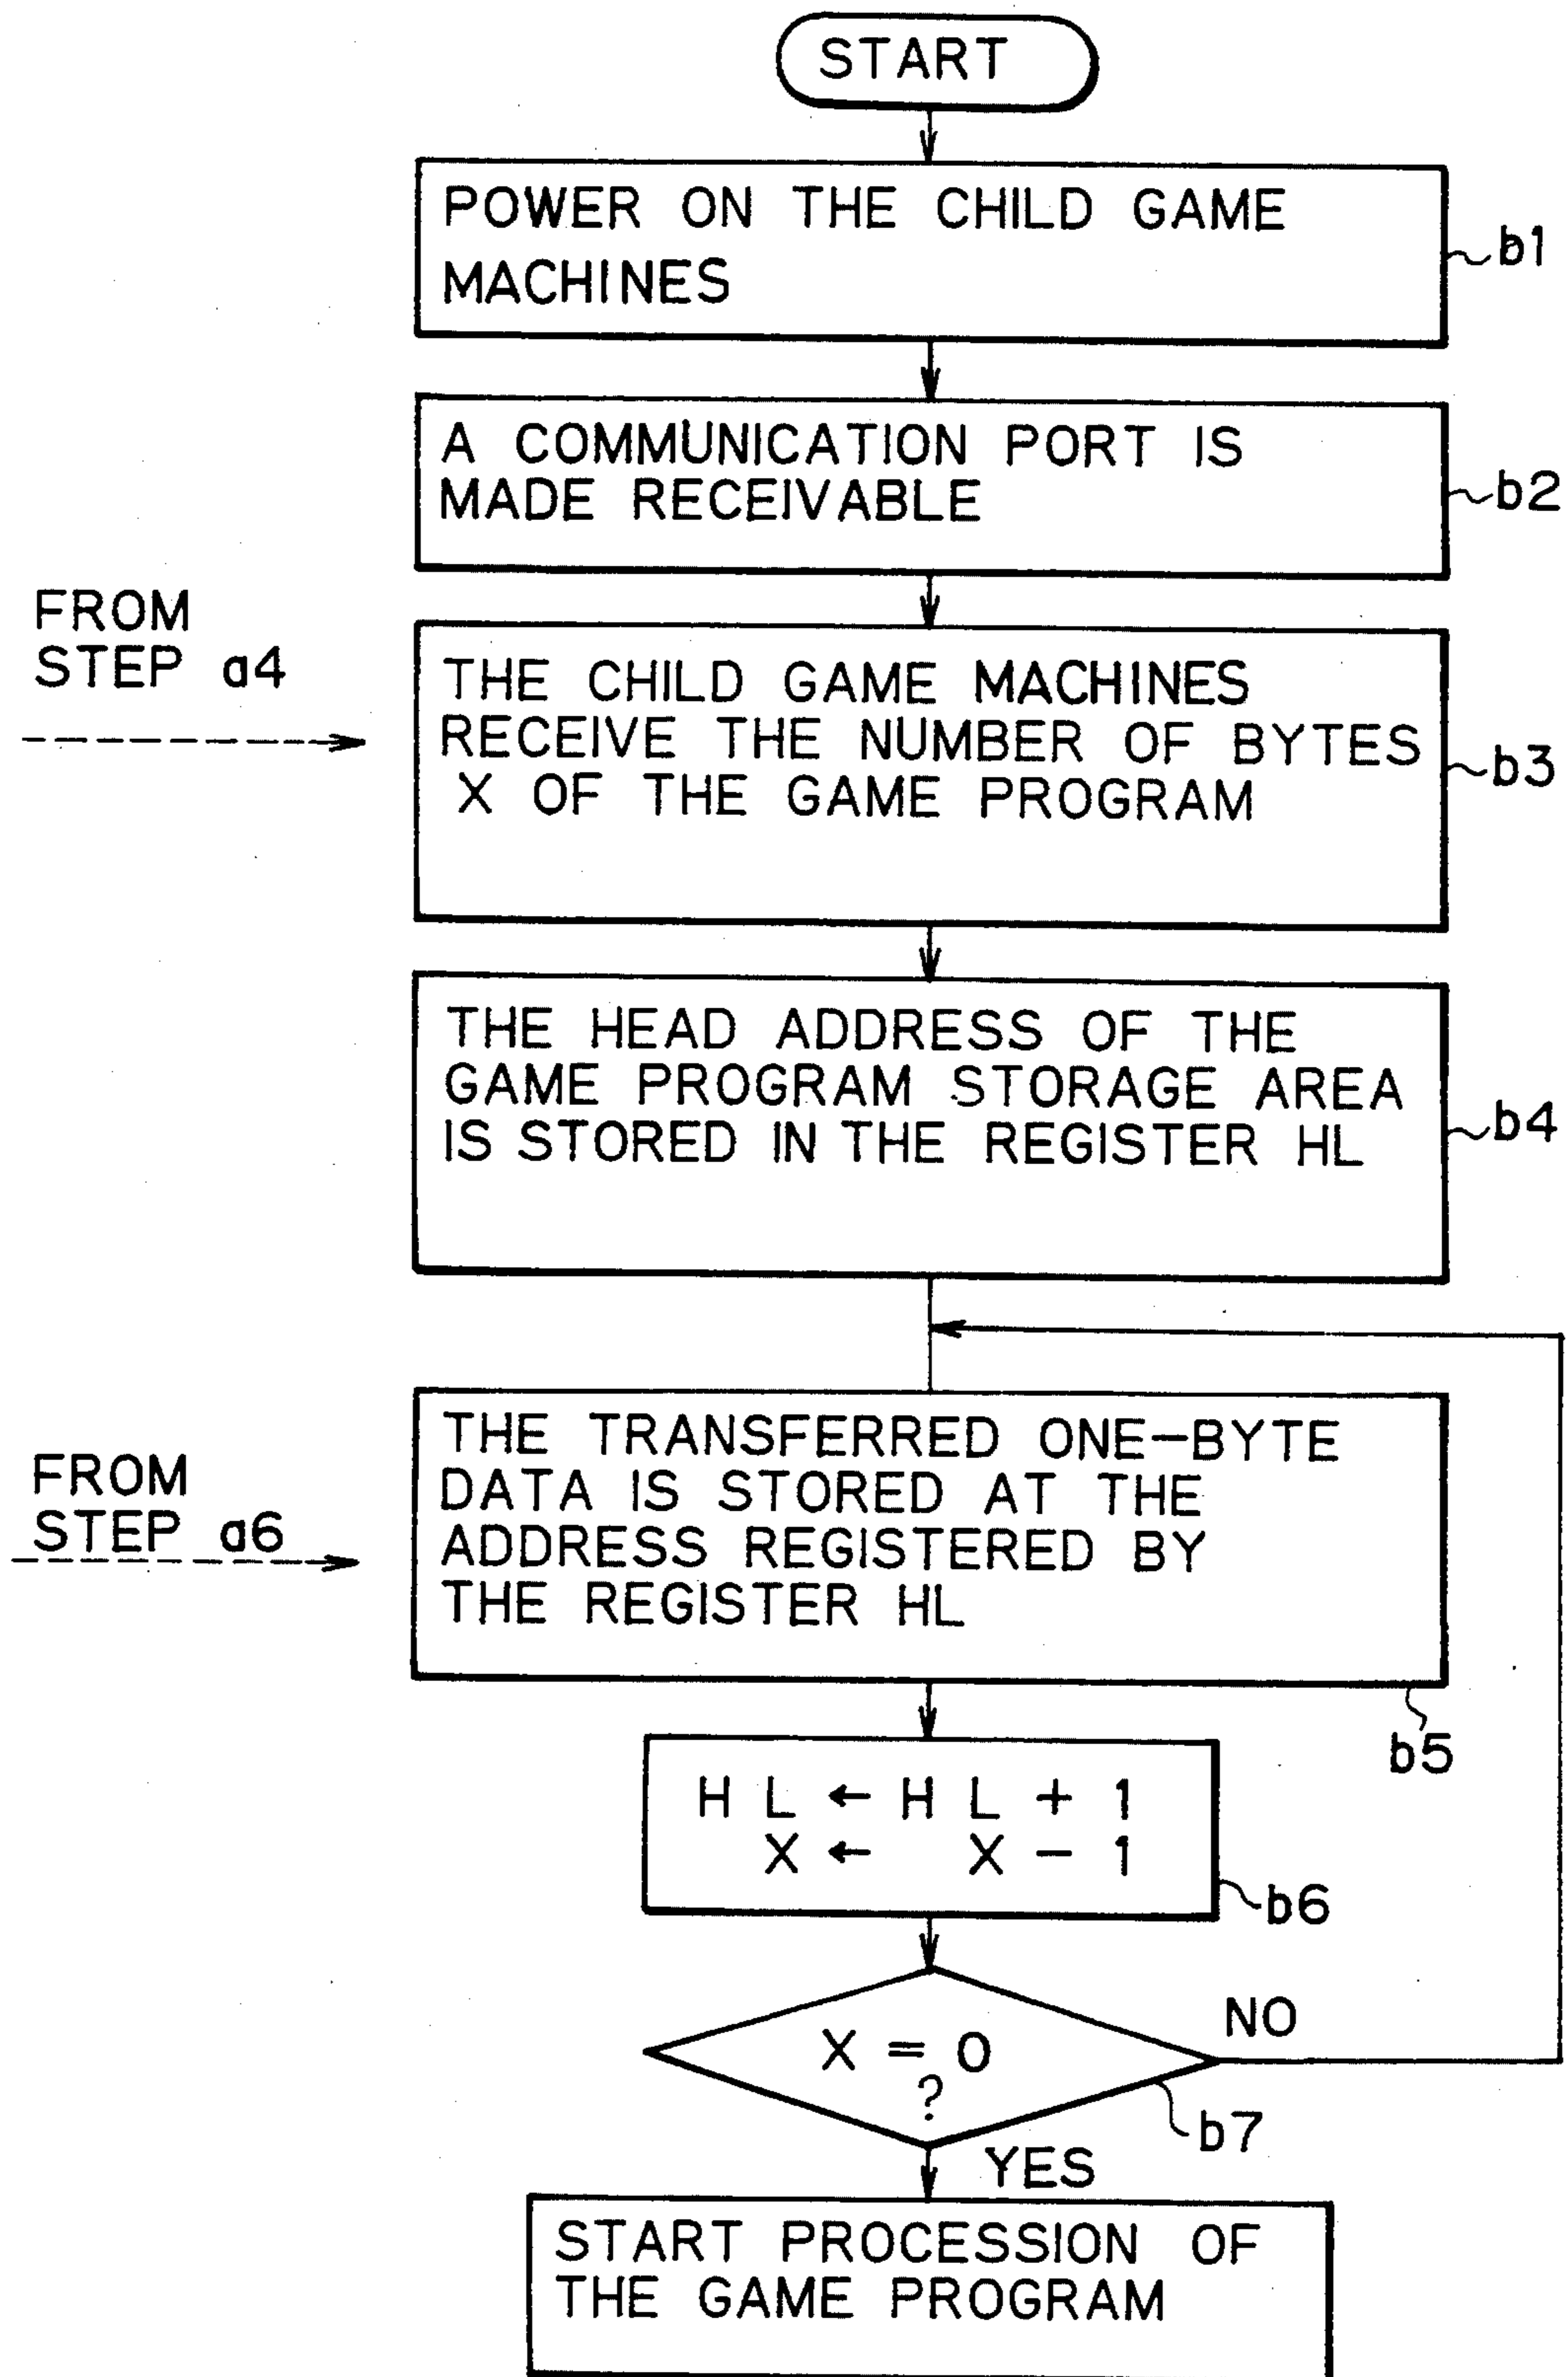 START
POWER ON THE CHILD GAME
MACHINES
b1
A COMMUNICATION PORT IS
MADE RECEIVABLE
b2
FROM
STEP a4
THE CHILD GAME MACHINES
RECEIVE THE NUMBER OF BYTES
X OF THE GAME PROGRAM
b3
THE HEAD ADDRESS OF THE
GAME PROGRAM STORAGE AREA
IS STORED IN THE REGISTER HL
b4
FROM
STEP a6
THE TRANSFERRED ONE-BYTE
DATA IS STORED AT THE
ADDRESS REGISTERED BY
THE REGISTER HL
b5
H L ← H L + 1
X ← X - 1
b6
X = 0
?
NO
b7
YES
START PROCESSION OF
THE GAME PROGRAM